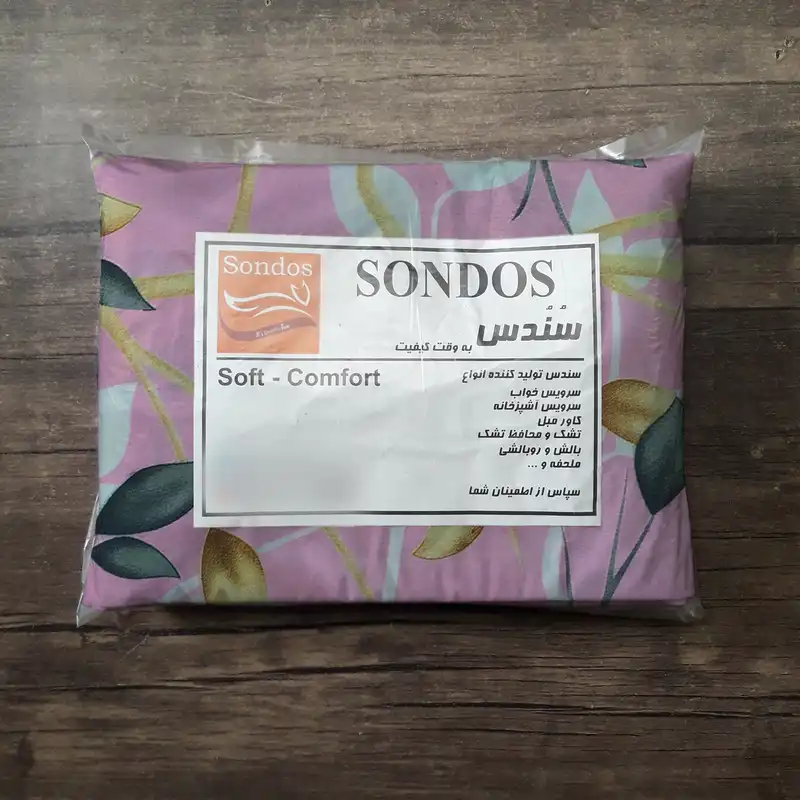 Sondos
SONDOS
سُنْدُس
به وقت کیفیت
Soft - Comfort
سندس تولید کننده انواع
سرویس خواب
سرویس آشپزخانه
کاور مبل
تشک و محافظ تشک
بالش و روبالشی
ملحفه و ...
سپاس از اطمینان شما